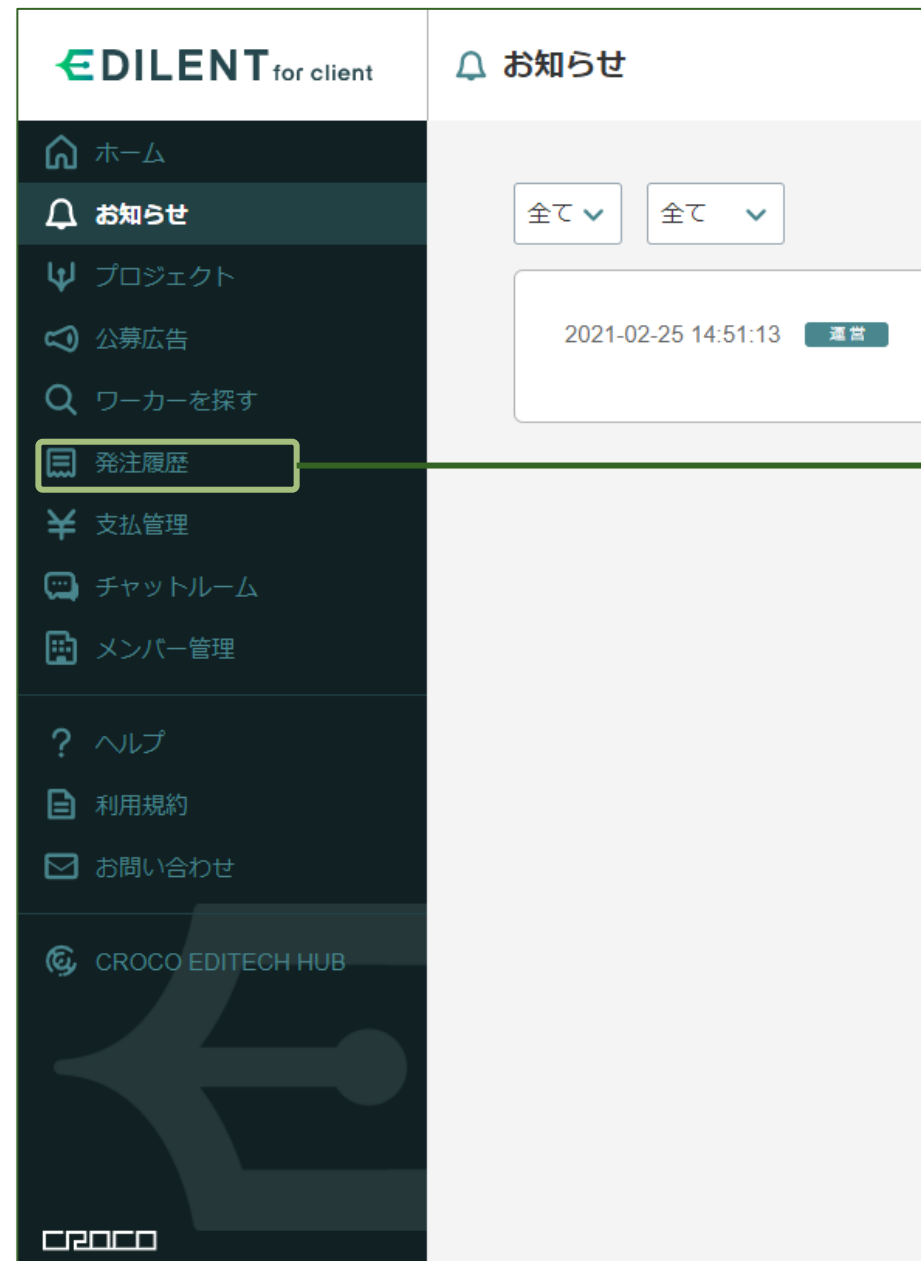 EDILENT for client
お知らせ
ホーム
お知らせ
プロジェクト
公募広告
ワーカーを探す
発注履歴
支払管理
チャットルーム
メンバー管理
ヘルプ
利用規約
お問い合わせ
CROCO EDITECH HUB
CROCO
全て 全て
2021-02-25 14:51:13 運営